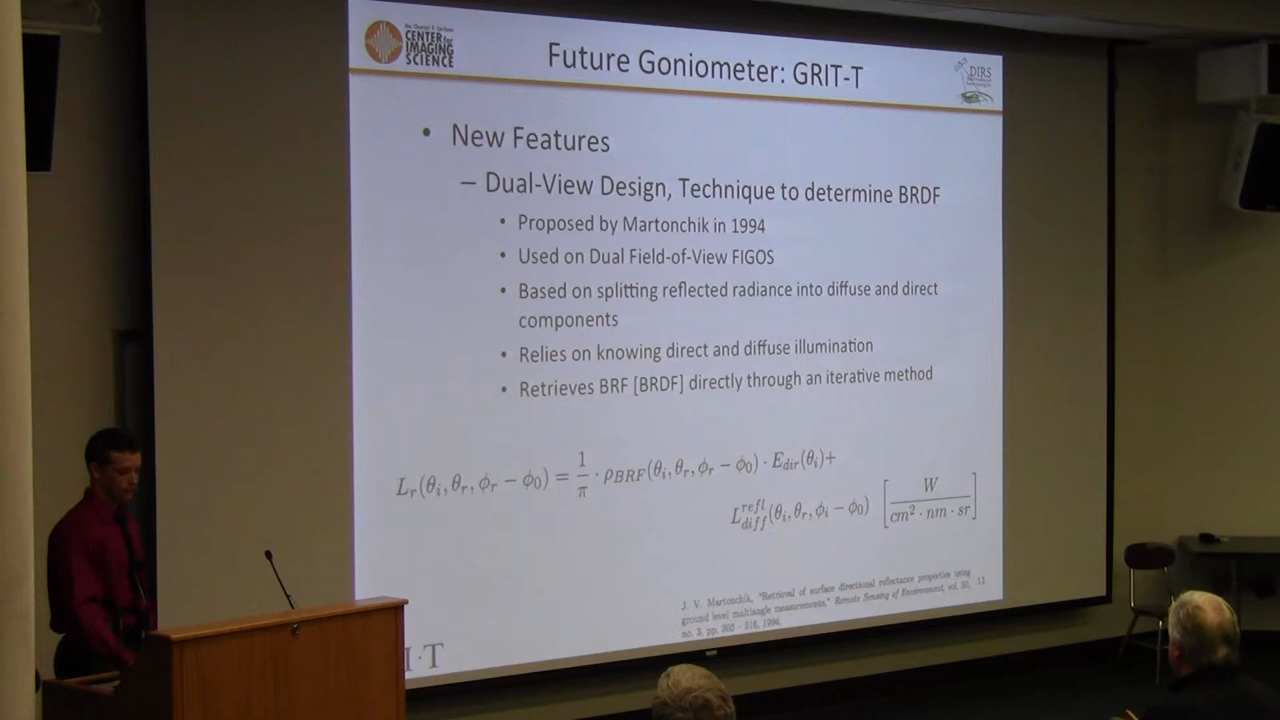 CENTER for
IMAGING
SCIENCE
Future Goniometer: GRIT-T
DIRS
• New Features
– Dual-View Design, Technique to determine BRDF
• Proposed by Martonchik in 1994
• Used on Dual Field-of-View FIGOS
• Based on splitting reflected radiance into diffuse and direct
components
• Relies on knowing direct and diffuse illumination
• Retrieves BRF [BRDF] directly through an iterative method
L_r(θ_i, θ_r, ϕ_r − ϕ_0) = 1/π · ρ_BRF(θ_i, θ_r, ϕ_r − ϕ_0) · E_dir(θ_i)+
L_diff^refl(θ_i, θ_r, ϕ_i − ϕ_0) [W / cm² · nm · sr]
J. V. Martonchik, "Retrieval of surface directional reflectance properties using
ground level multiangle measurements," Remote Sensing of Environment, vol. 50,
no. 3, pp. 303 – 316, 1994.
11
I·T